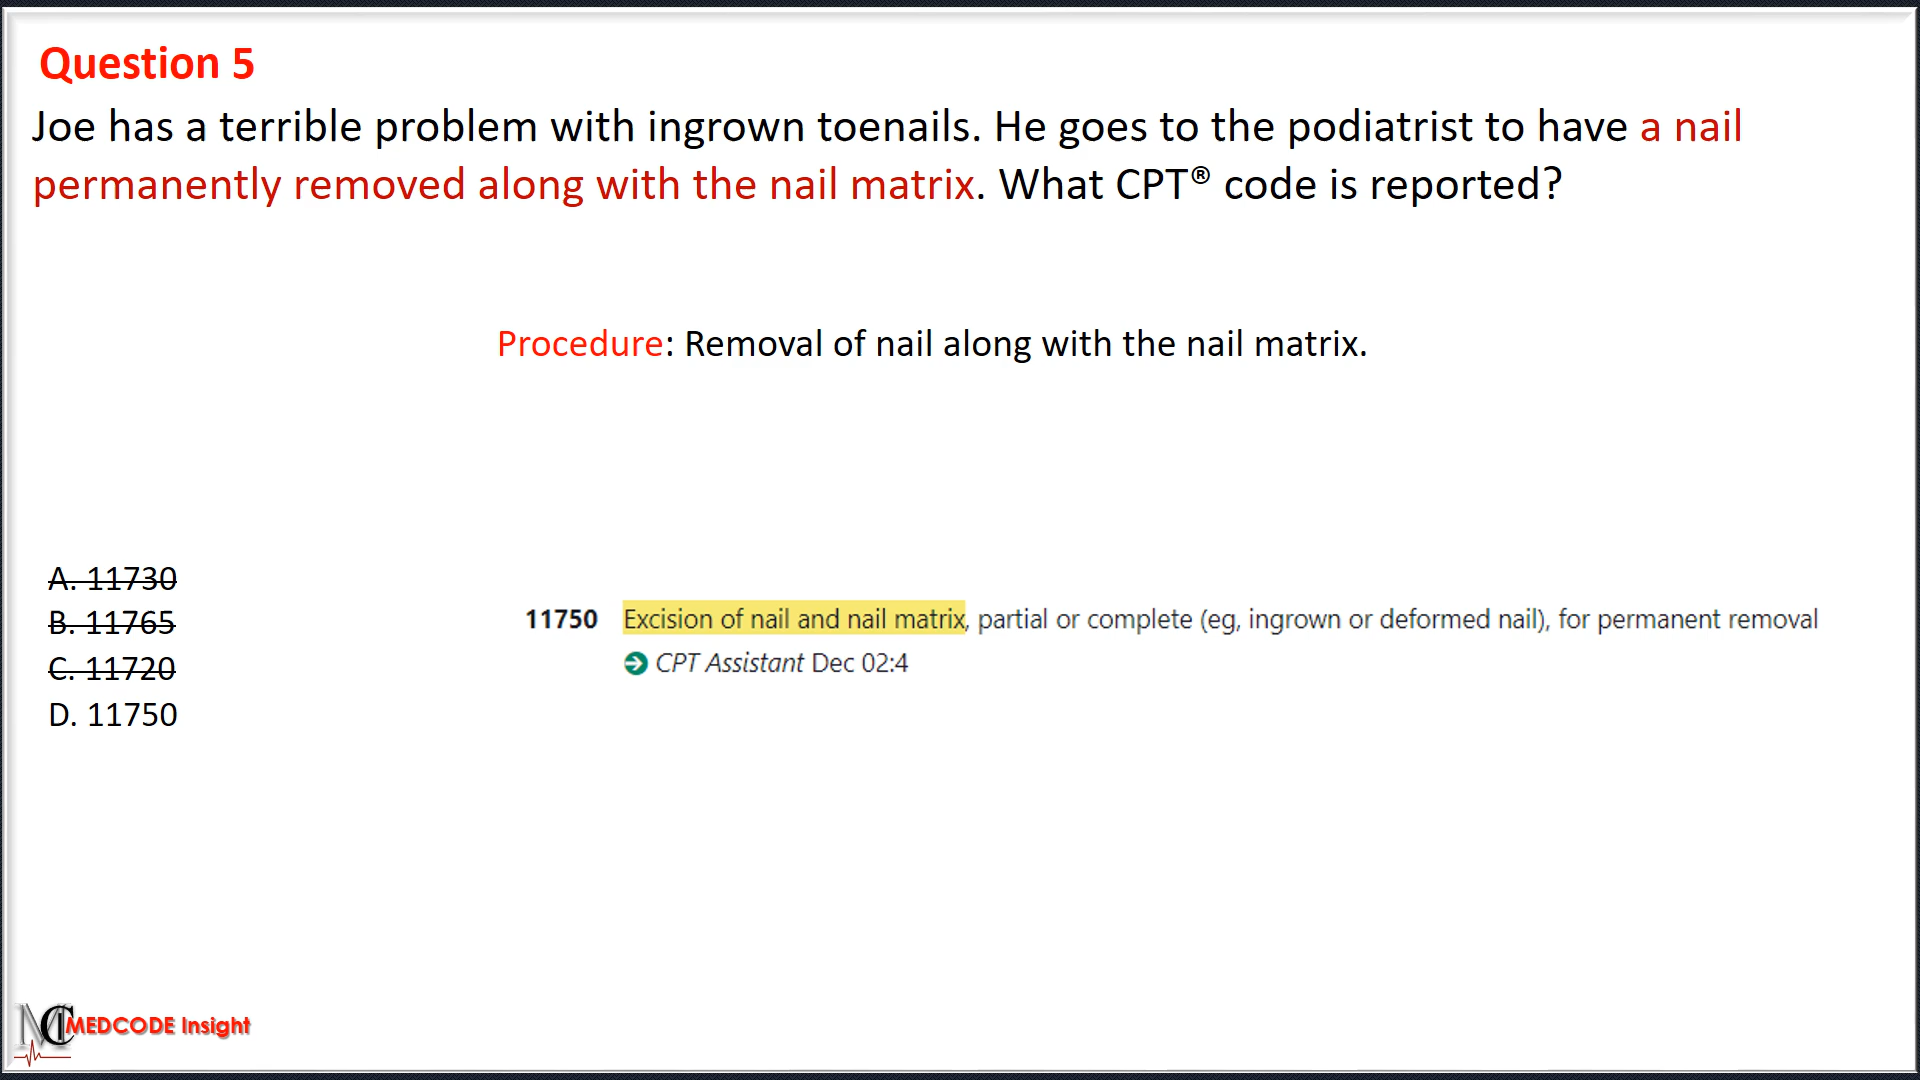 Question 5
Joe has a terrible problem with ingrown toenails. He goes to the podiatrist to have a nail
permanently removed along with the nail matrix. What CPT® code is reported?
Procedure: Removal of nail along with the nail matrix.
A. 11730
B. 11765
C. 11720
D. 11750
11750 Excision of nail and nail matrix, partial or complete (eg, ingrown or deformed nail), for permanent removal
CPT Assistant Dec 02:4
MCI MEDCODE Insight